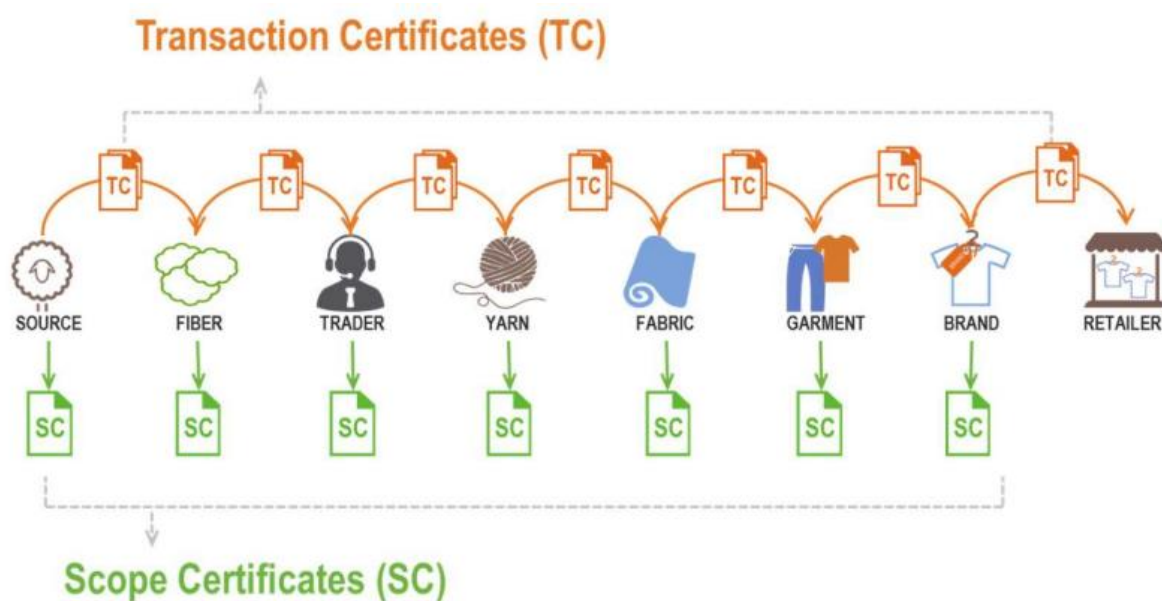 Transaction Certificates (TC)
TC TC TC TC TC TC TC
SOURCE FIBER TRADER YARN FABRIC GARMENT BRAND RETAILER
SC SC SC SC SC SC SC
Scope Certificates (SC)